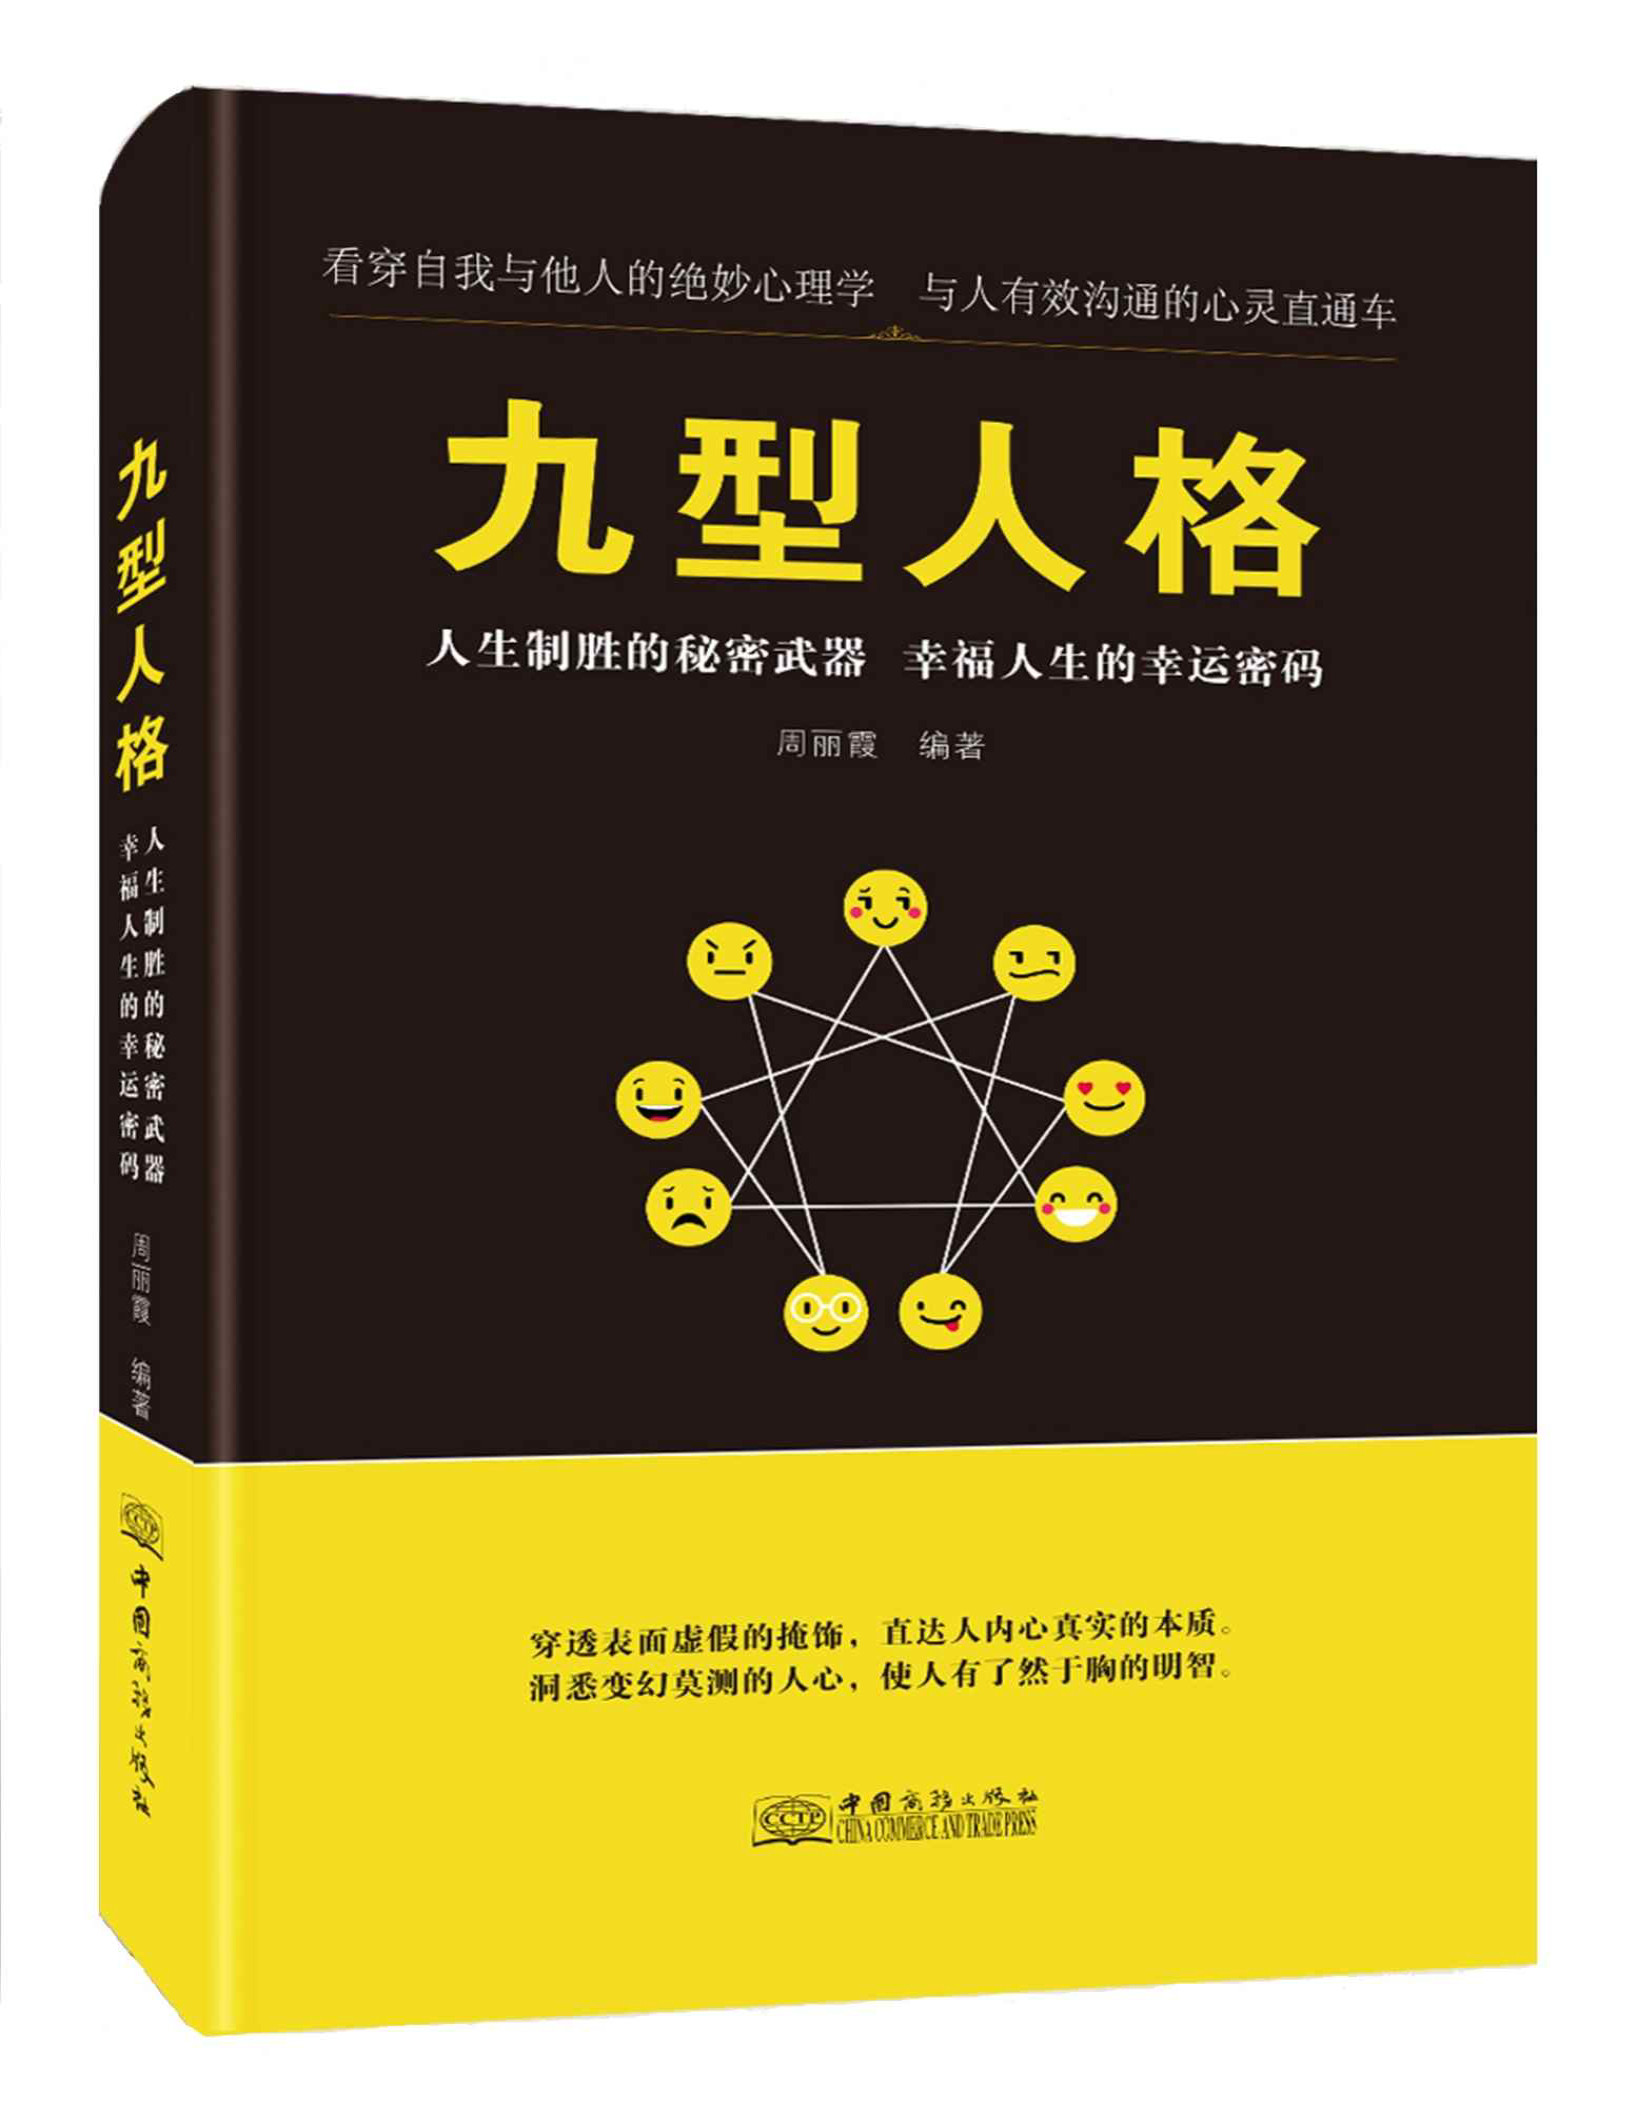 看穿自我与他人的绝妙心理学 与人有效沟通的心灵直通车
九型人格
人生制胜的秘密武器 幸福人生的幸运密码
周丽霞 编著
穿透表面虚假的掩饰，直达人内心真实的本质。
洞悉变幻莫测的人心，使人有了然于胸的明智。
CCTP
中国商务出版社
CHINA COMMERCE AND TRADE PRESS
九型人格
人生制胜的秘密武器
幸福人生的幸运密码
周丽霞 编著
CCTP
中国商务出版社